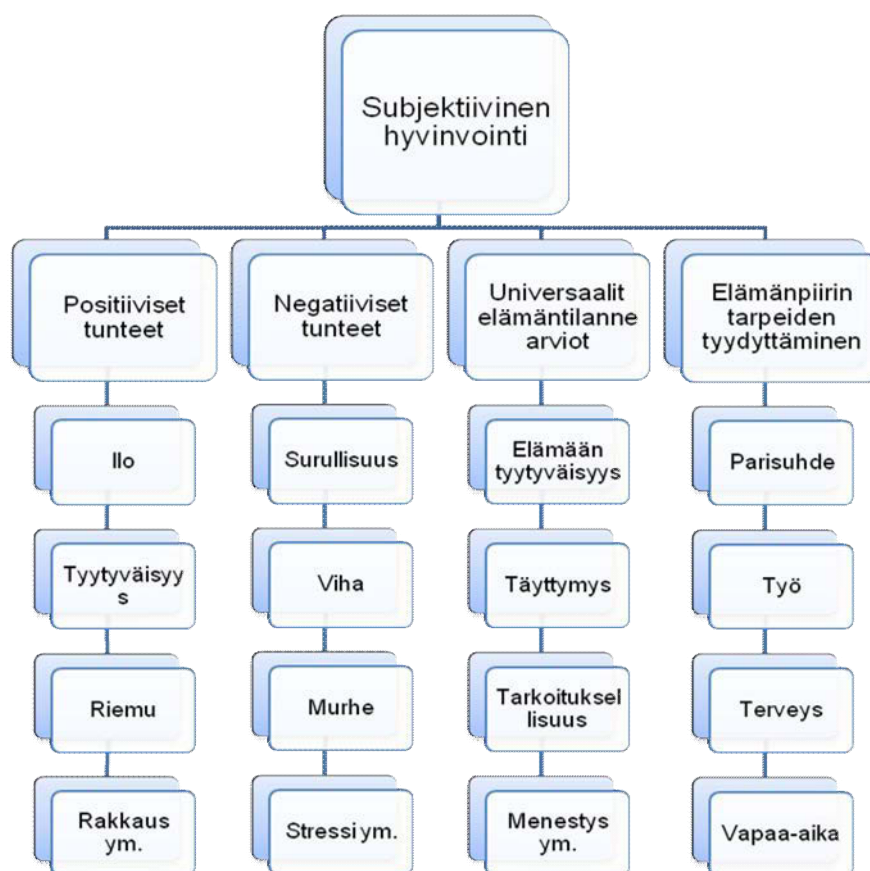 Subjektiivinen
hyvinvointi
Positiiviset
tunteet
Negatiiviset
tunteet
Universaalit
elämäntilanne
arviot
Elämänpiirin
tarpeiden
tyydyttäminen
Ilo
Surullisuus
Elämään
tyytyväisyys
Parisuhde
Tyytyväisyy
s
Viha
Täyttymys
Työ
Riemu
Murhe
Tarkoituksel
lisuus
Terveys
Rakkaus
ym.
Stressi ym.
Menestys
ym.
Vapaa-aika